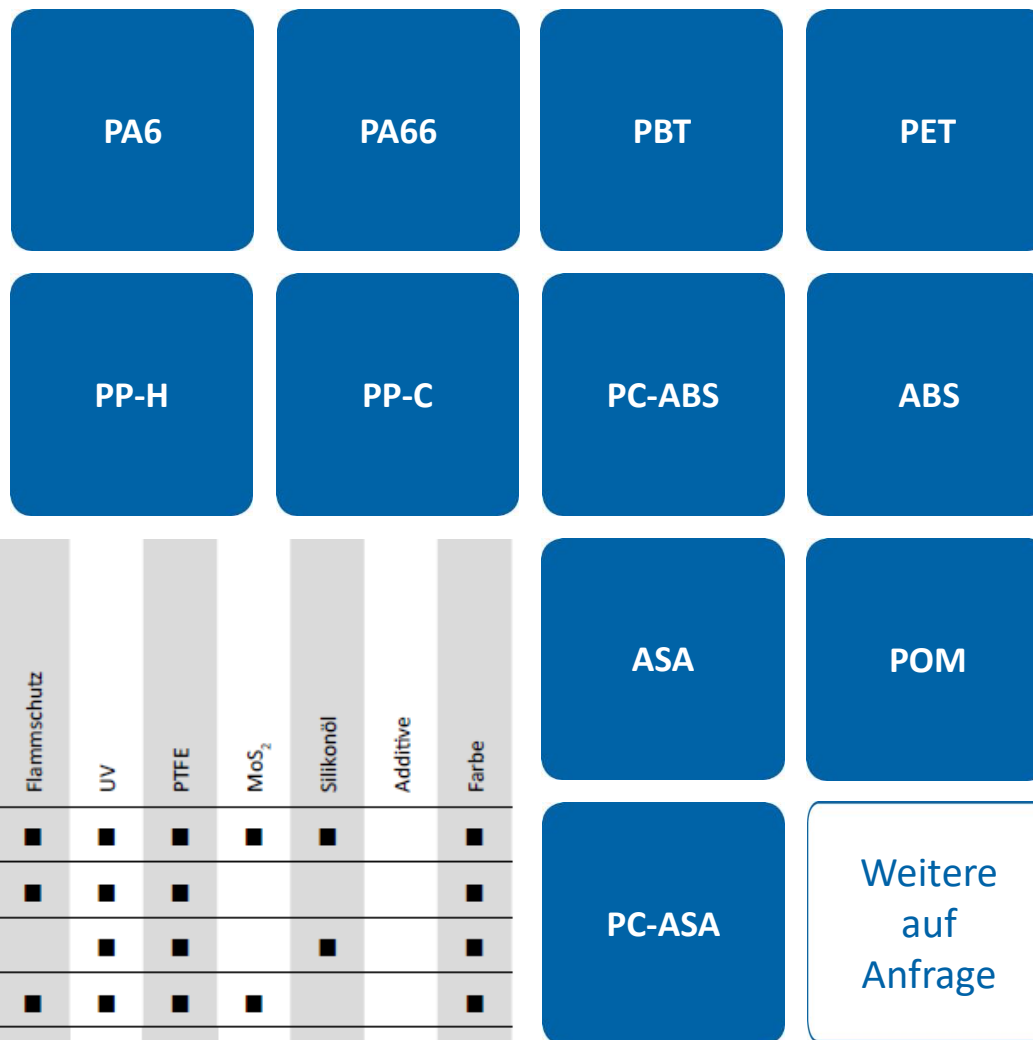 PA6
PA66
PBT
PET
PP-H
PP-C
PC-ABS
ABS
Flammschutz
UV
PTFE
MoS₂
Silikonöl
Additive
Farbe
■ ■ ■ ■ ■ ■
■ ■ ■ ■
■ ■ ■ ■
■ ■ ■ ■ ■
ASA
POM
PC-ASA
Weitere
auf
Anfrage